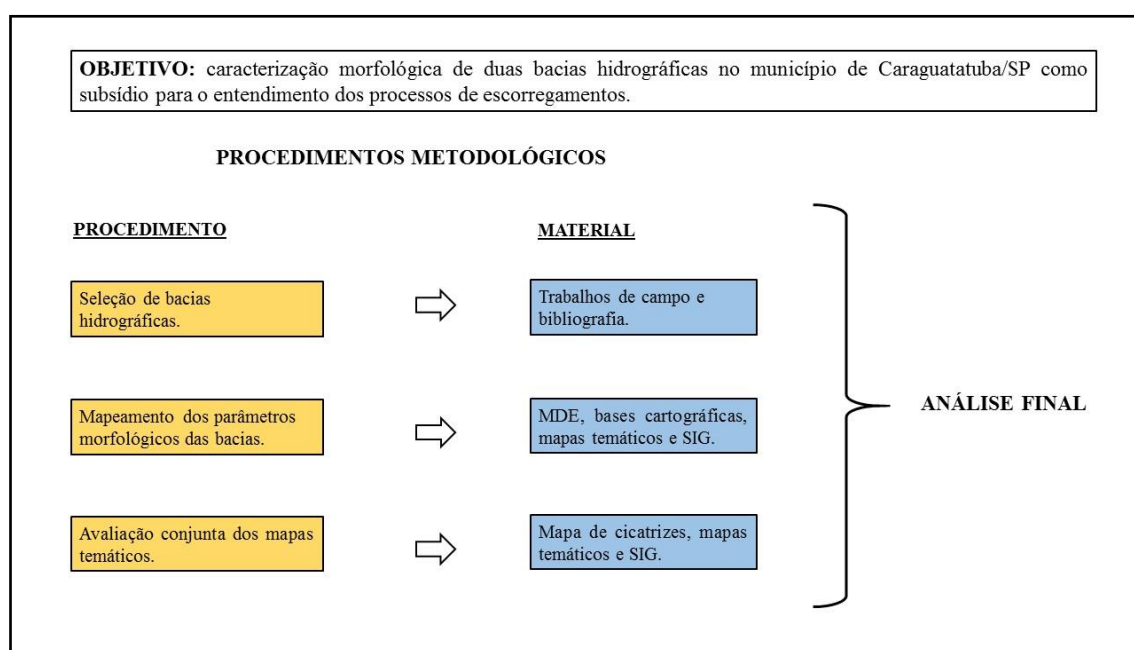 OBJETIVO: caracterização morfológica de duas bacias hidrográficas no município de Caraguatatuba/SP como
subsídio para o entendimento dos processos de escorregamentos.
PROCEDIMENTOS METODOLÓGICOS
PROCEDIMENTO
MATERIAL
Seleção de bacias
hidrográficas.
Trabalhos de campo e
bibliografia.
Mapeamento dos parâmetros
morfológicos das bacias.
MDE, bases cartográficas,
mapas temáticos e SIG.
Avaliação conjunta dos mapas
temáticos.
Mapa de cicatrizes, mapas
temáticos e SIG.
ANÁLISE FINAL